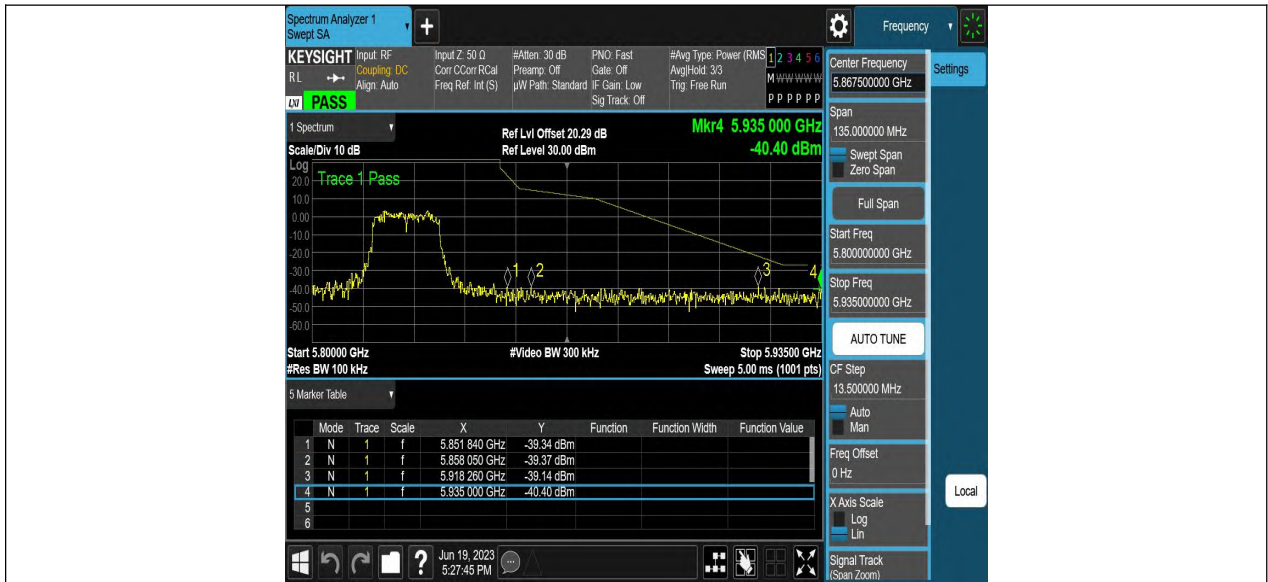 Spectrum Analyzer 1
Swept SA
+
Frequency
KEYSIGHT
RL
LXI
PASS
Input: RF
Coupling: DC
Align: Auto
Input Z: 50 Ω
Corr CCorr RCal
Freq Ref: Int (S)
#Atten: 30 dB
Preamp: Off
µW Path: Standard
PNO: Fast
Gate: Off
IF Gain: Low
Sig Track: Off
#Avg Type: Power (RMS
Avg|Hold: 3/3
Trig: Free Run
1 2 3 4 5 6
M W W W W W
P P P P P P
1 Spectrum
Scale/Div 10 dB
Ref Lvl Offset 20.29 dB
Ref Level 30.00 dBm
Mkr4 5.935 000 GHz
-40.40 dBm
Log
Trace 1 Pass
20.0
10.0
0.00
-10.0
-20.0
-30.0
-40.0
-50.0
-60.0
1
2
3
4
Start 5.80000 GHz
#Video BW 300 kHz
Stop 5.93500 GHz
#Res BW 100 kHz
Sweep 5.00 ms (1001 pts)
5 Marker Table
Mode Trace Scale X Y Function Function Width Function Value
1 N 1 f 5.851 840 GHz -39.34 dBm
2 N 1 f 5.858 050 GHz -39.37 dBm
3 N 1 f 5.918 260 GHz -39.14 dBm
4 N 1 f 5.935 000 GHz -40.40 dBm
5
6
?
Jun 19, 2023
5:27:45 PM
Center Frequency
5.867500000 GHz
Settings
Span
135.000000 MHz
Swept Span
Zero Span
Full Span
Start Freq
5.800000000 GHz
Stop Freq
5.935000000 GHz
AUTO TUNE
CF Step
13.500000 MHz
Auto
Man
Freq Offset
0 Hz
X Axis Scale
Log
Lin
Local
Signal Track
(Span Zoom)